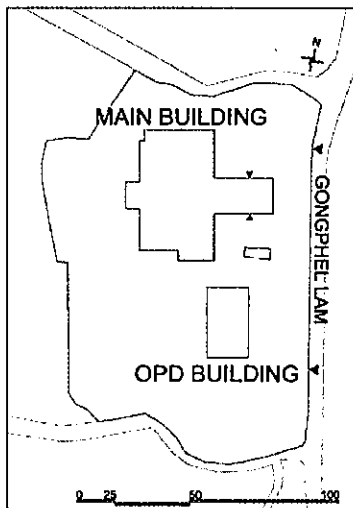 N
MAIN BUILDING
GONGPHEL LAM
OPD BUILDING
0 25 50 100